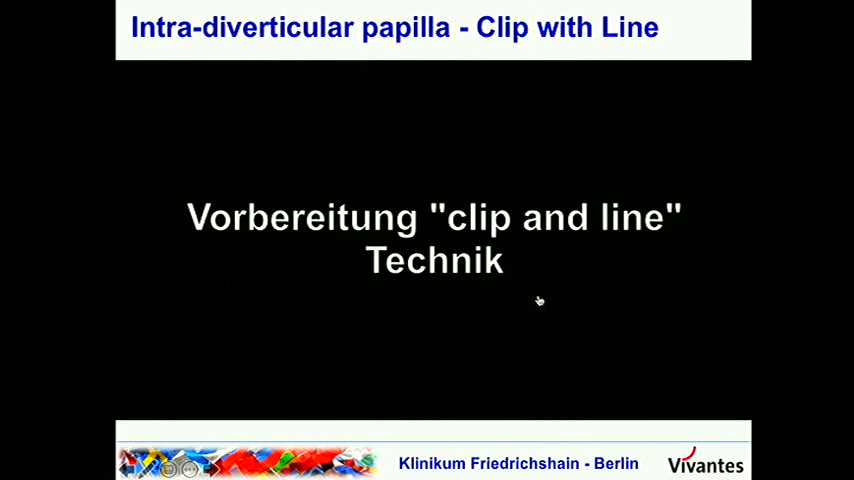 Intra-diverticular papilla - Clip with Line
Vorbereitung "clip and line"
Technik
Klinikum Friedrichshain - Berlin
Vivantes